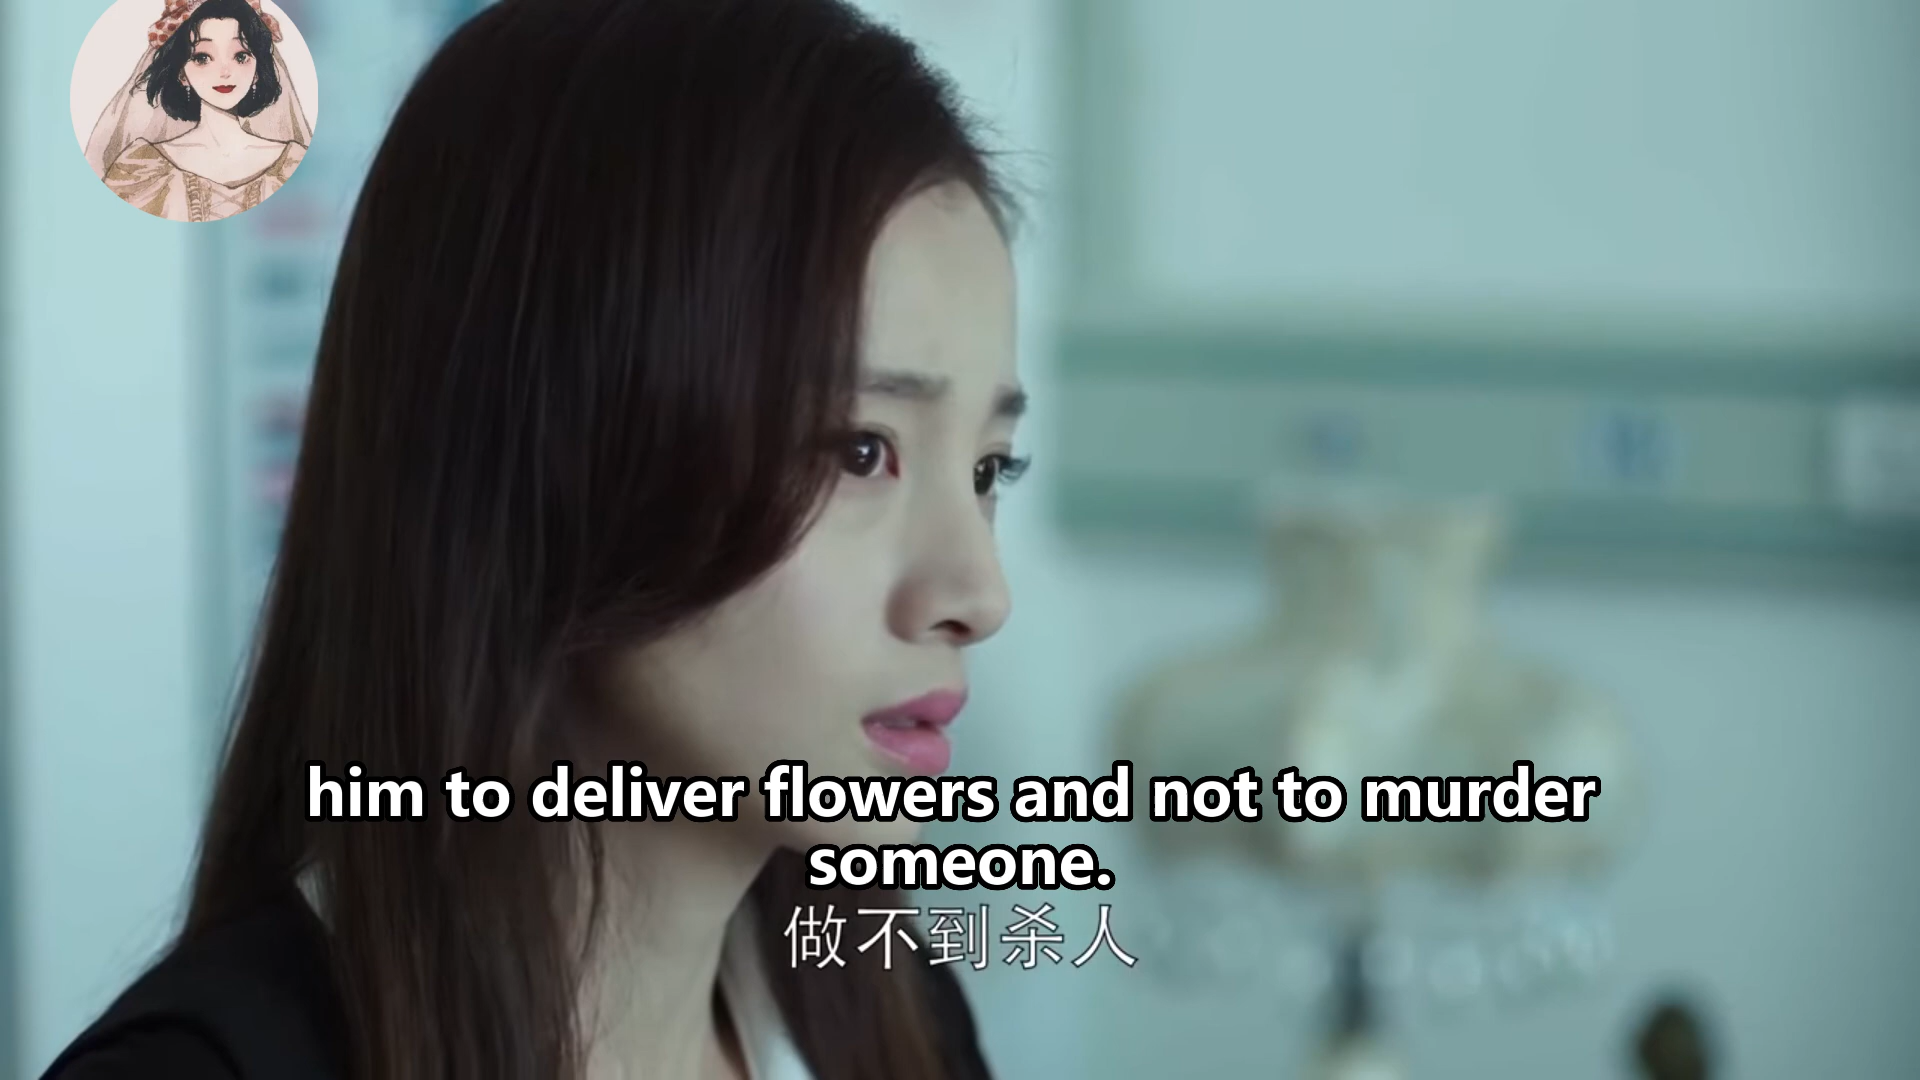 him to deliver flowers and not to murder
someone.
做不到杀人